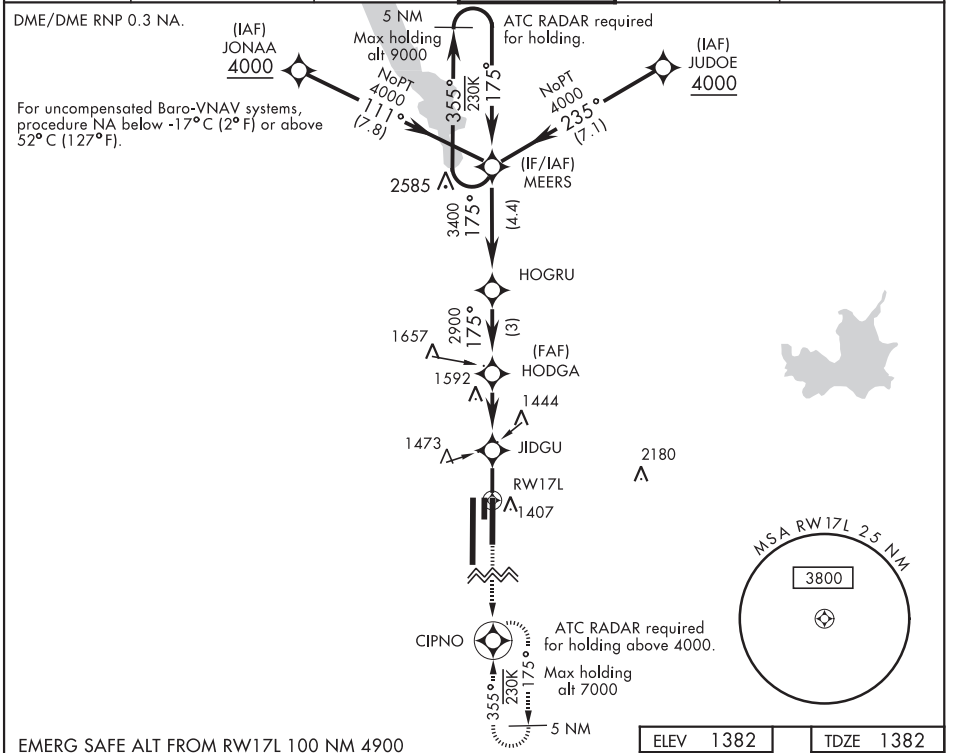 DME/DME RNP 0.3 NA.
(IAF)
JONAA
4000
5 NM
Max holding
alt 9000
ATC RADAR required
for holding.
(IAF)
JUDOE
4000
For uncompensated Baro-VNAV systems,
procedure NA below -17°C (2°F) or above
52°C (127°F).
NoPT
4000
111°
(7.8)
355°
230K
175°
NoPT
4000
235°
(7.1)
(IF/IAF)
MEERS
2585
3400
175°
(4.4)
HOGRU
2900
175°
(3)
1657
(FAF)
HODGA
1592
1444
1473
JIDGU
2180
RW17L
1407
MSA RW17L 25 NM
3800
CIPNO
ATC RADAR required
for holding above 4000.
Max holding
alt 7000
355°
230K
175°
5 NM
EMERG SAFE ALT FROM RW17L 100 NM 4900
ELEV 1382
TDZE 1382